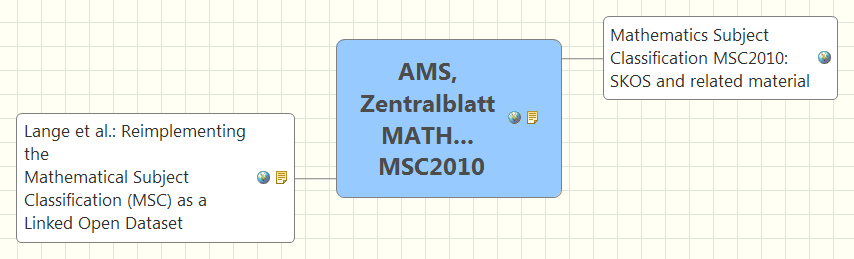 Mathematics Subject
Classification MSC2010:
SKOS and related material
AMS,
Zentralblatt
MATH...
MSC2010
Lange et al.: Reimplementing
the
Mathematical Subject
Classification (MSC) as a
Linked Open Dataset